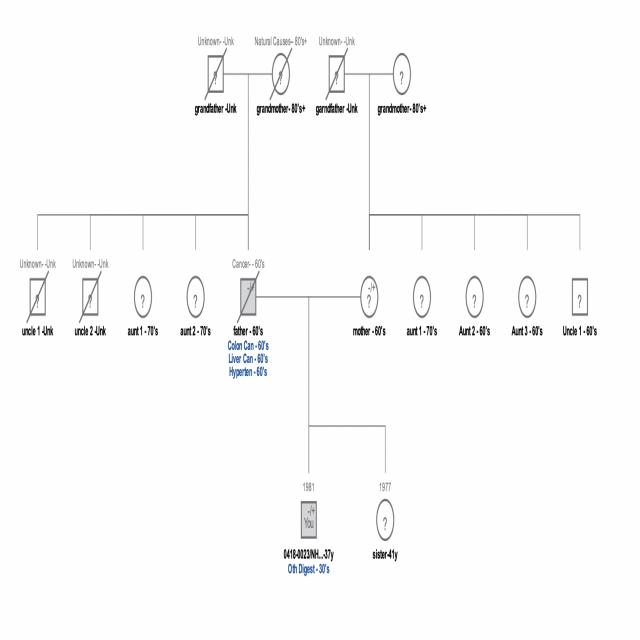 Unknown- -Unk
Natural Causes- 80's+
Unknown- -Unk
?
?
?
?
grandfather -Unk
grandmother- 80's+
garndfather -Unk
grandmother- 80's+
Unknown- -Unk
Unknown- -Unk
Cancer- - 60's
?
?
?
?
-/+
-/+
?
?
?
?
?
uncle 1 -Unk
uncle 2 -Unk
aunt 1 - 70's
aunt 2 - 70's
father - 60's
mother - 60's
aunt 1 - 70's
Aunt 2 - 60's
Aunt 3 - 60's
Uncle 1 - 60's
Colon Can - 60's
Liver Can - 60's
Hyperten - 60's
1981
1977
-/+
You
?
0418-0023/NH...-37y
sister-41y
Oth Digest - 30's